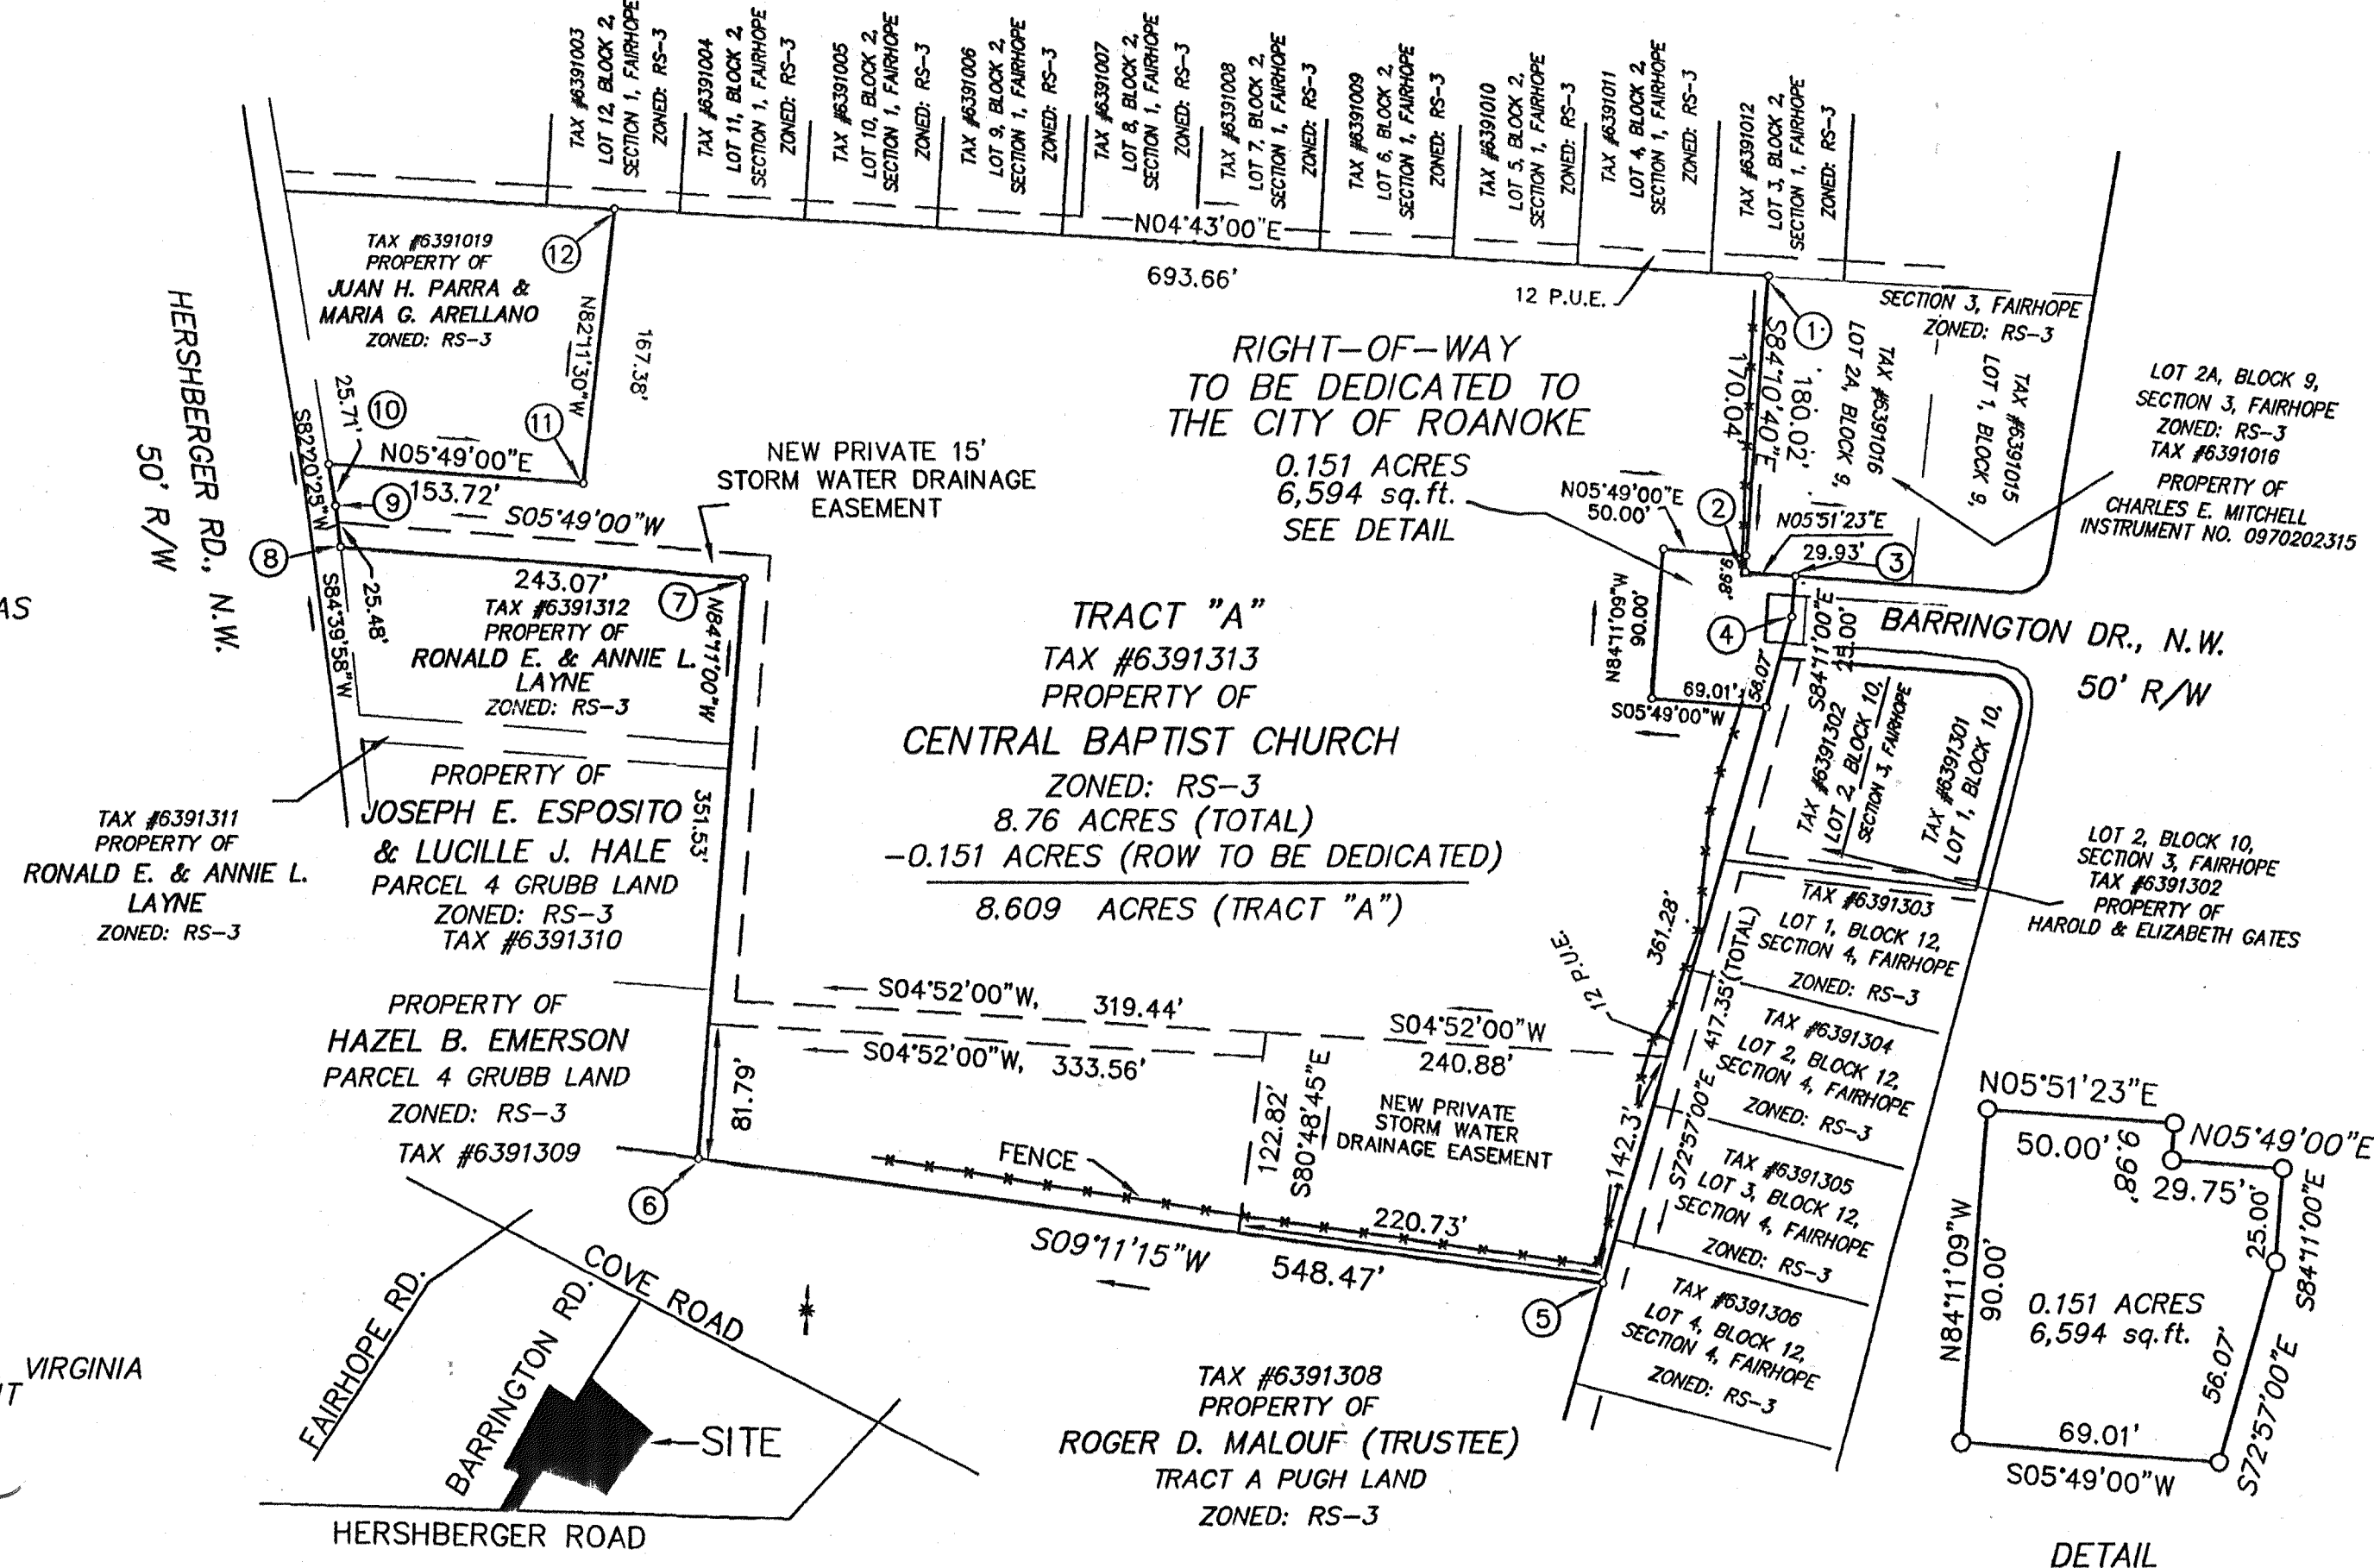 TAX #6391003
LOT 12, BLOCK 2,
SECTION 1, FAIRHOPE
ZONED: RS-3
TAX #6391004
LOT 11, BLOCK 2,
SECTION 1, FAIRHOPE
ZONED: RS-3
TAX #6391005
LOT 10, BLOCK 2,
SECTION 1, FAIRHOPE
ZONED: RS-3
TAX #6391006
LOT 9, BLOCK 2,
SECTION 1, FAIRHOPE
ZONED: RS-3
TAX #6391007
LOT 8, BLOCK 2,
SECTION 1, FAIRHOPE
ZONED: RS-3
TAX #6391008
LOT 7, BLOCK 2,
SECTION 1, FAIRHOPE
ZONED: RS-3
TAX #6391009
LOT 6, BLOCK 2,
SECTION 1, FAIRHOPE
ZONED: RS-3
TAX #6391010
LOT 5, BLOCK 2,
SECTION 1, FAIRHOPE
ZONED: RS-3
TAX #6391011
LOT 4, BLOCK 2,
SECTION 1, FAIRHOPE
ZONED: RS-3
TAX #6391012
LOT 3, BLOCK 2,
SECTION 1, FAIRHOPE
ZONED: RS-3
N04°43'00"E
693.66'
12 P.U.E.
12
TAX #6391019
PROPERTY OF
JUAN H. PARRA &
MARIA G. ARELLANO
ZONED: RS-3
N82°11'30"W
167.38'
HERSHBERGER RD., N.W.
50' R/W
25.71'
10
11
S82°20'25"W
N05°49'00"E
153.72'
9
S05°49'00"W
8
NEW PRIVATE 15'
STORM WATER DRAINAGE
EASEMENT
RIGHT-OF-WAY
TO BE DEDICATED TO
THE CITY OF ROANOKE
0.151 ACRES
6,594 sq.ft.
SEE DETAIL
1
S84°10'40"E
180.02'
170.04'
SECTION 3, FAIRHOPE
ZONED: RS-3
TAX #6391016
LOT 2A, BLOCK 9,
TAX #6391015
LOT 1, BLOCK 9,
LOT 2A, BLOCK 9,
SECTION 3, FAIRHOPE
ZONED: RS-3
TAX #6391016
PROPERTY OF
CHARLES E. MITCHELL
INSTRUMENT NO. 0970202315
N05°49'00"E
50.00'
2
N05°51'23"E
29.93'
3
9.98'
N84°11'09"W
90.00'
4
S84°11'00"E
25.00'
56.07'
69.01'
S05°49'00"W
BARRINGTON DR., N.W.
50' R/W
AS
S84°39'58"W
25.48'
243.07'
7
TAX #6391312
PROPERTY OF
RONALD E. & ANNIE L.
LAYNE
ZONED: RS-3
N84°11'00"W
351.53'
TRACT "A"
TAX #6391313
PROPERTY OF
CENTRAL BAPTIST CHURCH
ZONED: RS-3
8.76 ACRES (TOTAL)
-0.151 ACRES (ROW TO BE DEDICATED)
8.609 ACRES (TRACT "A")
TAX #6391302
LOT 2, BLOCK 10,
SECTION 3, FAIRHOPE
TAX #6391301
LOT 1, BLOCK 10,
LOT 2, BLOCK 10,
SECTION 3, FAIRHOPE
TAX #6391302
PROPERTY OF
HAROLD & ELIZABETH GATES
TAX #6391311
PROPERTY OF
RONALD E. & ANNIE L.
LAYNE
ZONED: RS-3
PROPERTY OF
JOSEPH E. ESPOSITO
& LUCILLE J. HALE
PARCEL 4 GRUBB LAND
ZONED: RS-3
TAX #6391310
PROPERTY OF
HAZEL B. EMERSON
PARCEL 4 GRUBB LAND
ZONED: RS-3
TAX #6391309
81.79'
S04°52'00"W, 319.44'
S04°52'00"W, 333.56'
S04°52'00"W
240.88'
122.82'
S80°48'45"E
NEW PRIVATE
STORM WATER
DRAINAGE EASEMENT
361.28'
12 P.U.E.
142.3'
S72°57'00"E 417.35'(TOTAL)
TAX #6391303
LOT 1, BLOCK 12,
SECTION 4, FAIRHOPE
ZONED: RS-3
TAX #6391304
LOT 2, BLOCK 12,
SECTION 4, FAIRHOPE
ZONED: RS-3
TAX #6391305
LOT 3, BLOCK 12,
SECTION 4, FAIRHOPE
ZONED: RS-3
TAX #6391306
LOT 4, BLOCK 12,
SECTION 4, FAIRHOPE
ZONED: RS-3
6
FENCE
220.73'
S09°11'15"W
548.47'
5
TAX #6391308
PROPERTY OF
ROGER D. MALOUF (TRUSTEE)
TRACT A PUGH LAND
ZONED: RS-3
COVE ROAD
FAIRHOPE RD.
BARRINGTON RD.
SITE
HERSHBERGER ROAD
VIRGINIA
N05°51'23"E
50.00'
9.98'
N05°49'00"E
29.75'
25.00'
S84°11'00"E
N84°11'09"W
90.00'
0.151 ACRES
6,594 sq.ft.
56.07'
S72°57'00"E
69.01'
S05°49'00"W
DETAIL